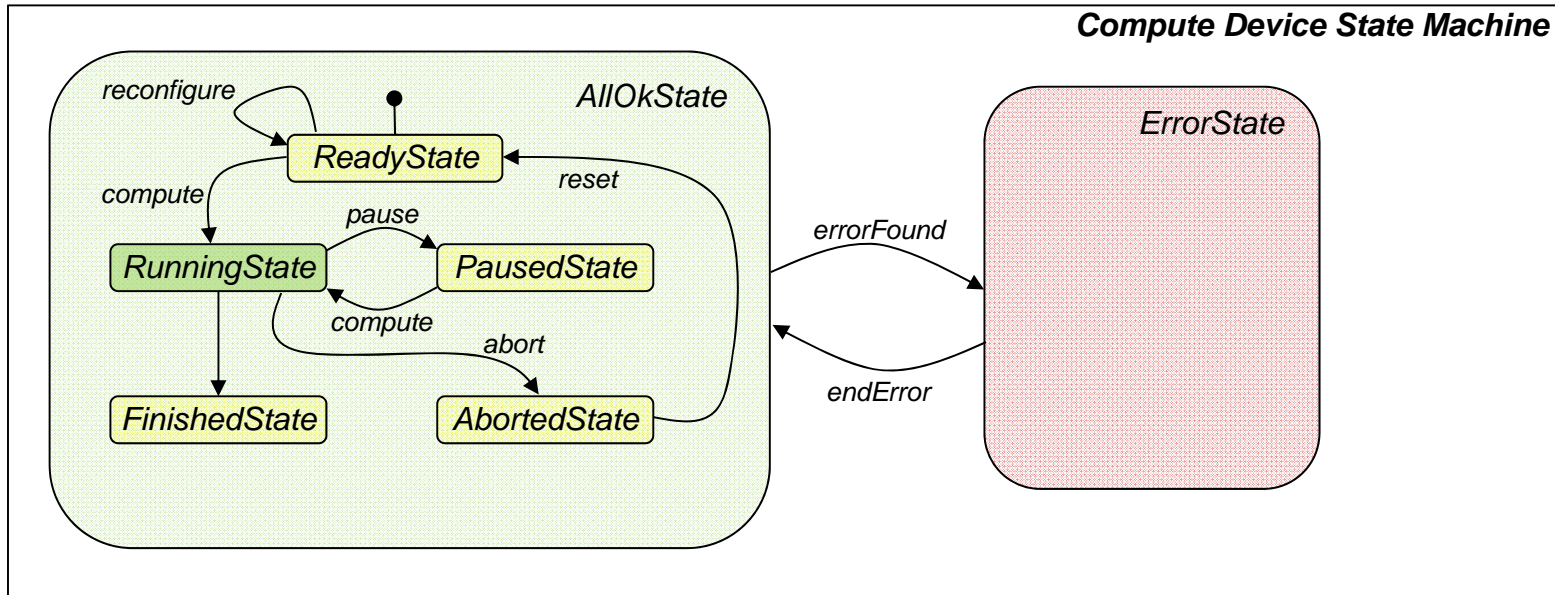 Compute Device State Machine
AllOkState
reconfigure
ReadyState
compute
reset
pause
RunningState
PausedState
compute
abort
FinishedState
AbortedState
errorFound
endError
ErrorState